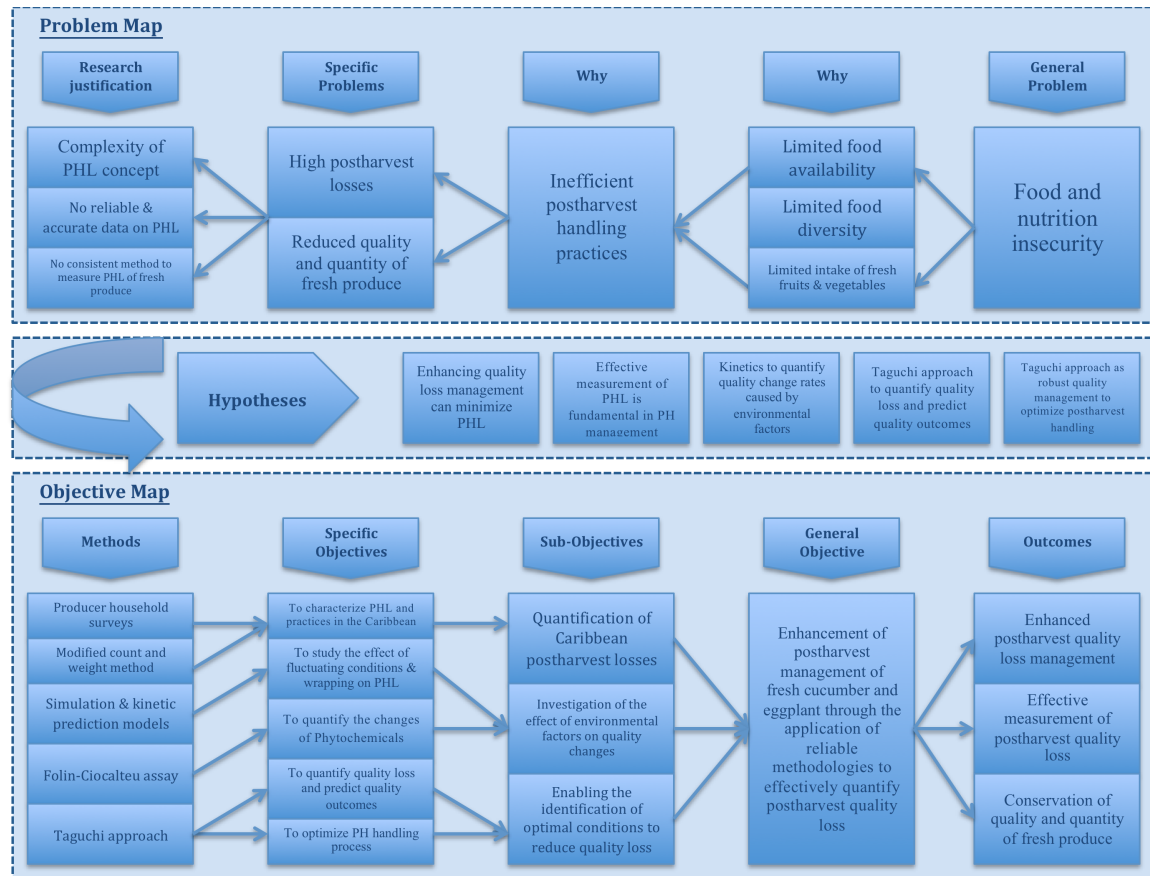 Problem Map
Research
justification
Specific
Problems
Why
Why
General
Problem
Complexity of
PHL concept
No reliable &
accurate data on PHL
No consistent method to
measure PHL of fresh
produce
High postharvest
losses
Reduced quality
and quantity of
fresh produce
Inefficient
postharvest
handling
practices
Limited food
availability
Limited food
diversity
Limited intake of fresh
fruits & vegetables
Food and
nutrition
insecurity
Hypotheses
Enhancing quality
loss management
can minimize
PHL
Effective
measurement of
PHL is
fundamental in PH
management
Kinetics to quantify
quality change rates
caused by
environmental
factors
Taguchi approach
to quantify quality
loss and predict
quality outcomes
Taguchi approach as
robust quality
management to
optimize postharvest
handling
Objective Map
Methods
Specific
Objectives
Sub-Objectives
General
Objective
Outcomes
Producer household
surveys
Modified count and
weight method
Simulation & kinetic
prediction models
Folin-Ciocalteu assay
Taguchi approach
To characterize PHL and
practices in the Caribbean
To study the effect of
fluctuating conditions &
wrapping on PHL
To quantify the changes
of Phytochemicals
To quantify quality loss
and predict quality
outcomes
To optimize PH handling
process
Quantification of
Caribbean
postharvest losses
Investigation of the
effect of environmental
factors on quality
changes
Enabling the
identification of
optimal conditions to
reduce quality loss
Enhancement of
postharvest
management of
fresh cucumber and
eggplant through the
application of
reliable
methodologies to
effectively quantify
postharvest quality
loss
Enhanced
postharvest quality
loss management
Effective
measurement of
postharvest quality
loss
Conservation of
quality and quantity
of fresh produce